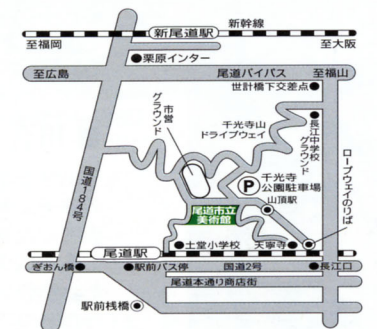 新幹線
新尾道駅
至福岡
至大阪
栗原インター
至広島
尾道バイパス
至福山
世計橋下交差点
市営グラウンド
千光寺山
ドライブウェイ
長江中学校
グラウンド
国道184号
千光寺
公園駐車場
P
ロープウェイのりば
山頂駅
尾道市立
美術館
土堂小学校
天寧寺
尾道駅
ぎおん橋
駅前バス停
国道2号
長江口
尾道本通り商店街
駅前桟橋